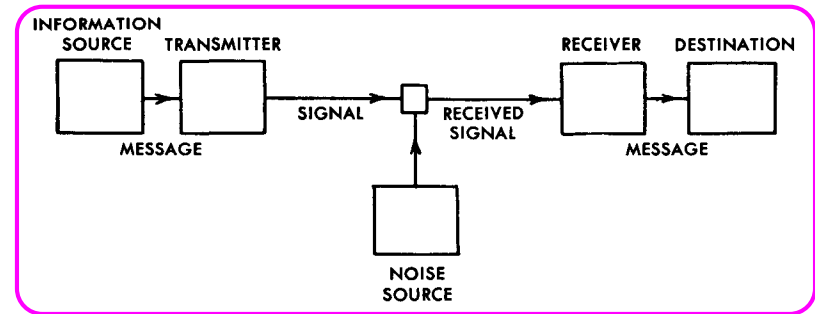 INFORMATION
SOURCE
TRANSMITTER
RECEIVER
DESTINATION
SIGNAL
RECEIVED
SIGNAL
MESSAGE
MESSAGE
NOISE
SOURCE